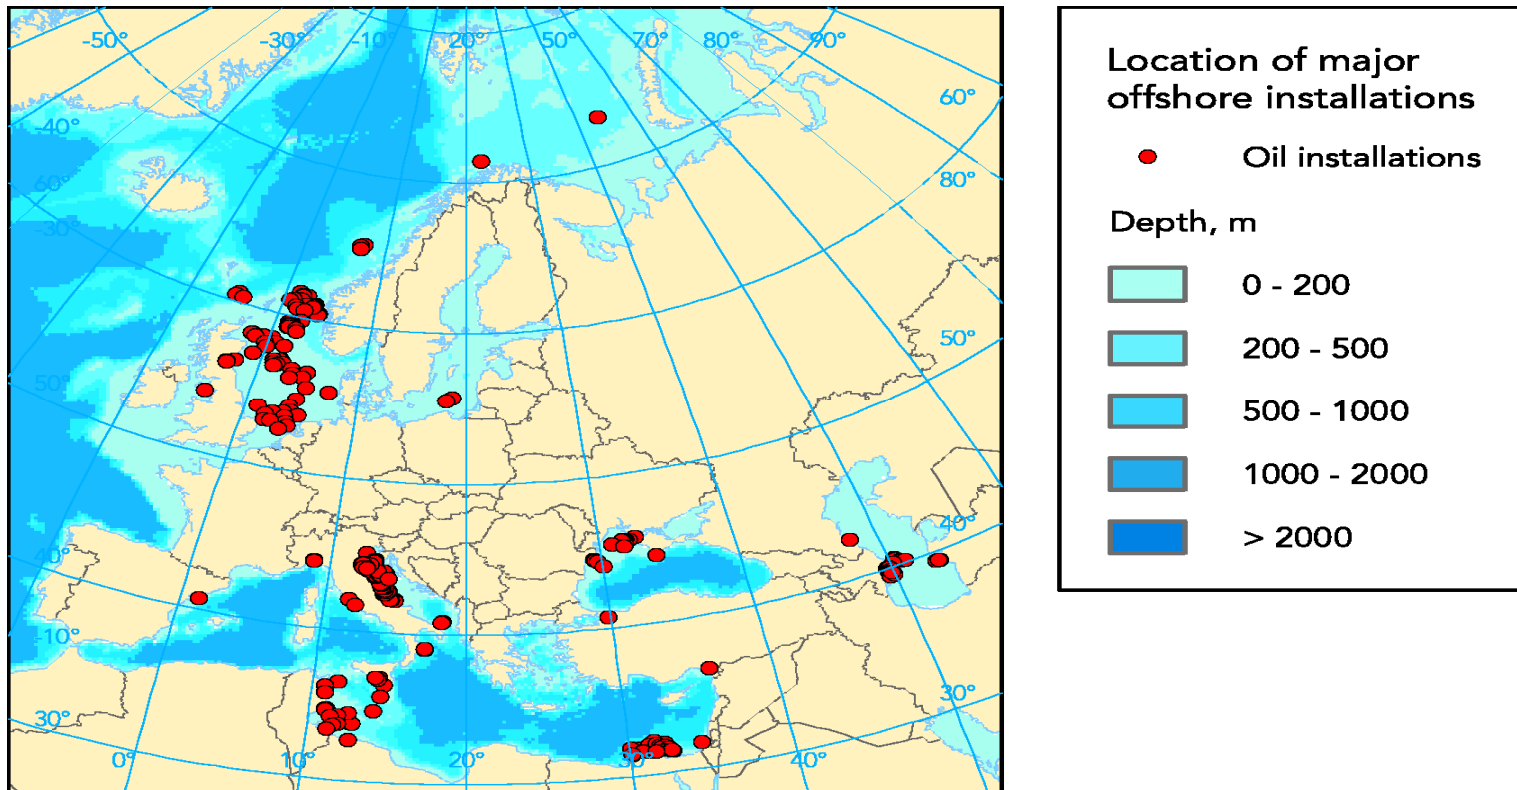 -50° -30° -10° 20° 50° 70° 80° 90°
60°
-40°
80°
-60°
-30°
50°
50°
40°
40°
-10°
30°
30°
0° 10° 20° 30° 40°
Location of major
offshore installations
Oil installations
Depth, m
0 - 200
200 - 500
500 - 1000
1000 - 2000
> 2000